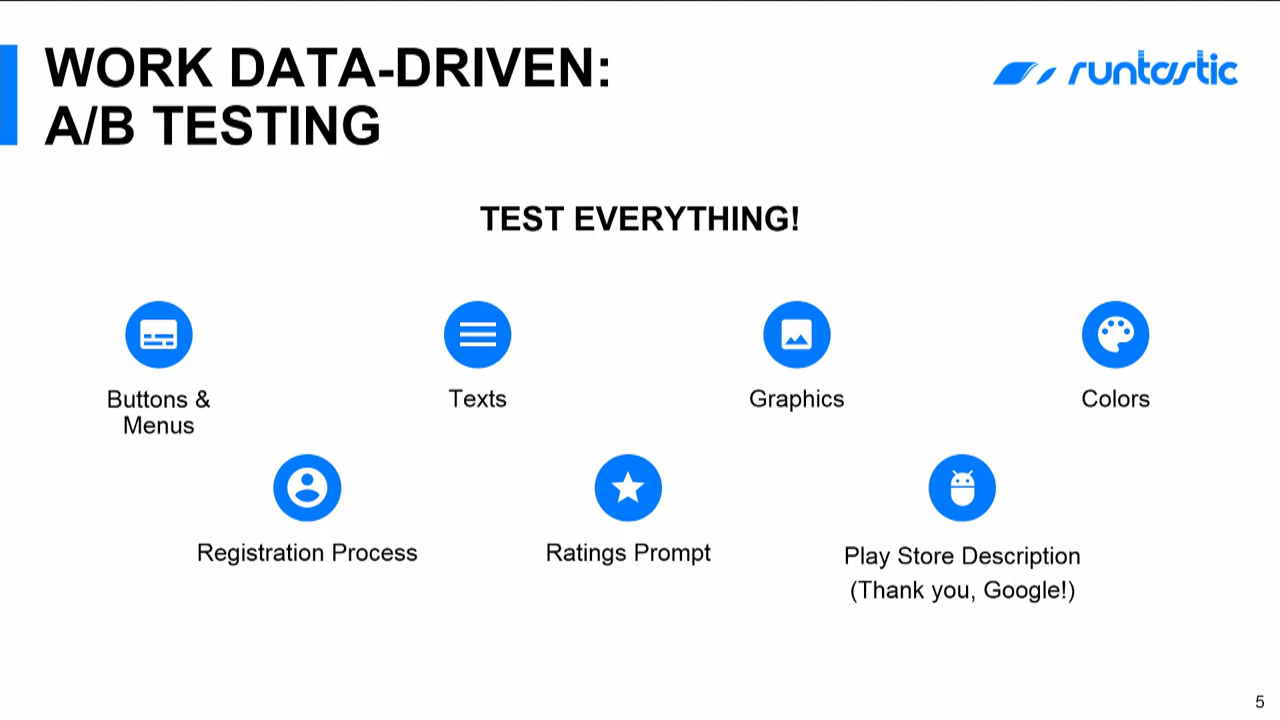 WORK DATA-DRIVEN:
A/B TESTING
runtastic
TEST EVERYTHING!
Buttons &
Menus
Texts
Graphics
Colors
Registration Process
Ratings Prompt
Play Store Description
(Thank you, Google!)
5